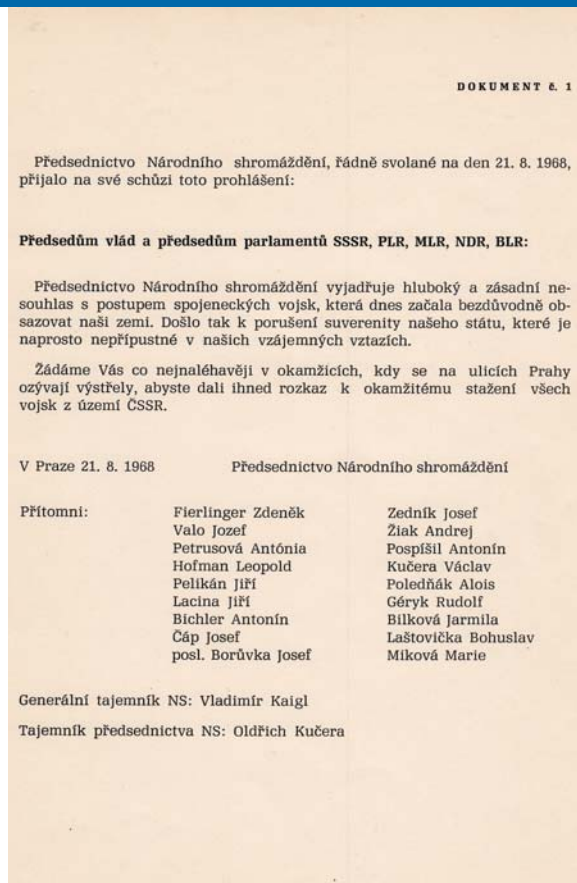 DOKUMENT č. 1
Předsednictvo Národního shromáždění, řádně svolané na den 21. 8. 1968,
přijalo na své schůzi toto prohlášení:
Předsedům vlád a předsedům parlamentů SSSR, PLR, MLR, NDR, BLR:
Předsednictvo Národního shromáždění vyjadřuje hluboký a zásadní ne-
souhlas s postupem spojeneckých vojsk, která dnes začala bezdůvodně ob-
sazovat naši zemi. Došlo tak k porušení suverenity našeho státu, které je
naprosto nepřípustné v našich vzájemných vztazích.
Žádáme Vás co nejnaléhavěji v okamžicích, kdy se na ulicích Prahy
ozývají výstřely, abyste dali ihned rozkaz k okamžitému stažení všech
vojsk z území ČSSR.
V Praze 21. 8. 1968 Předsednictvo Národního shromáždění
Přítomni: Fierlinger Zdeněk Zedník Josef
Valo Jozef Žiak Andrej
Petrusová Antónia Pospíšil Antonín
Hofman Leopold Kučera Václav
Pelikán Jiří Poledňák Alois
Lacina Jiří Géryk Rudolf
Bichler Antonín Bílková Jarmila
Čáp Josef Laštovička Bohuslav
posl. Borůvka Josef Miková Marie
Generální tajemník NS: Vladimír Kaigl
Tajemník předsednictva NS: Oldřich Kučera